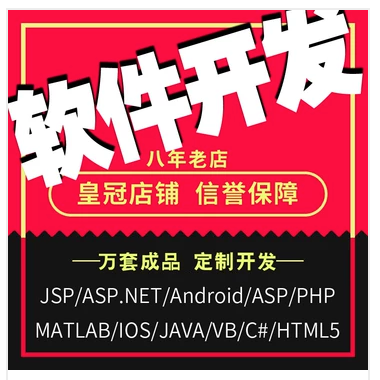 软件开发
八年老店
皇冠店铺 信誉保障
万套成品 定制开发
JSP/ASP.NET/Android/ASP/PHP
MATLAB/IOS/JAVA/VB/C#/HTML5